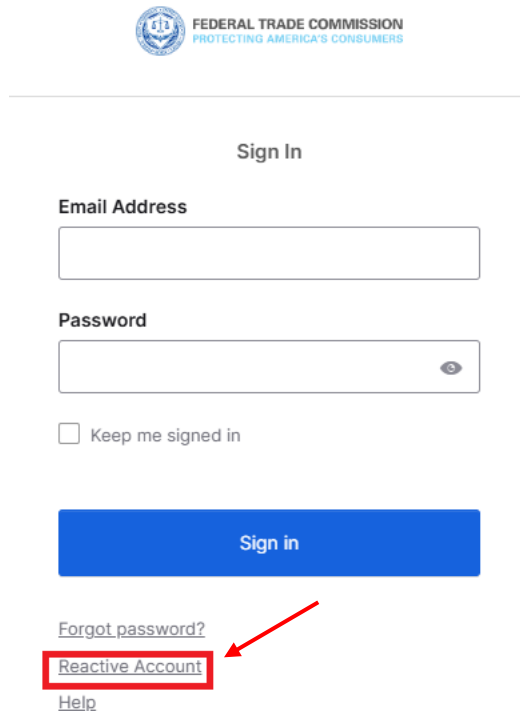 FEDERAL TRADE COMMISSION
PROTECTING AMERICA'S CONSUMERS
Sign In
Email Address
Password
Keep me signed in
Sign in
Forgot password?
Reactive Account
Help